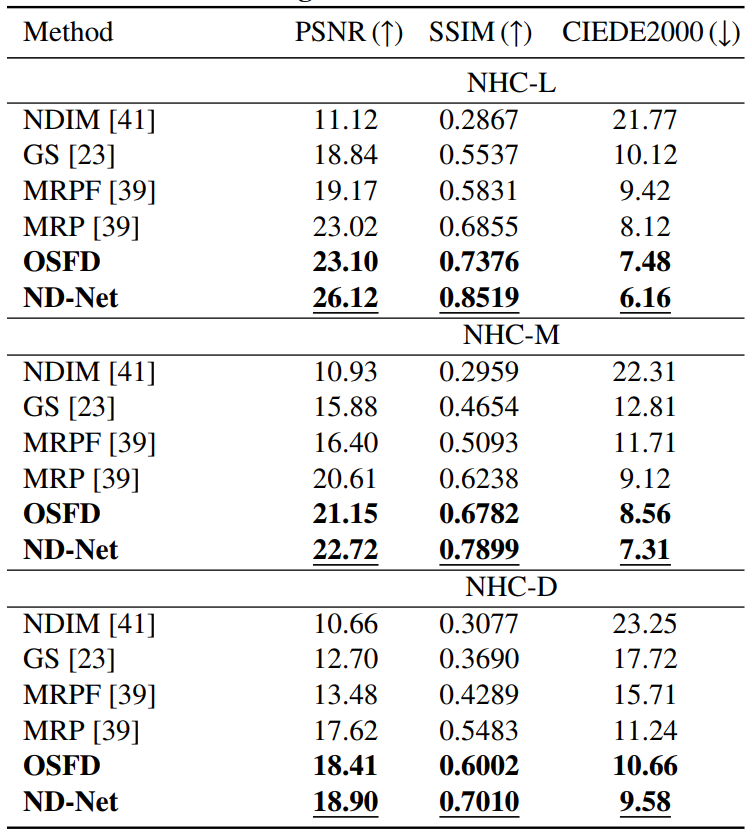 Method PSNR (↑) SSIM (↑) CIEDE2000 (↓)
NHC-L
NDIM [41] 11.12 0.2867 21.77
GS [23] 18.84 0.5537 10.12
MRPF [39] 19.17 0.5831 9.42
MRP [39] 23.02 0.6855 8.12
OSFD 23.10 0.7376 7.48
ND-Net 26.12 0.8519 6.16
NHC-M
NDIM [41] 10.93 0.2959 22.31
GS [23] 15.88 0.4654 12.81
MRPF [39] 16.40 0.5093 11.71
MRP [39] 20.61 0.6238 9.12
OSFD 21.15 0.6782 8.56
ND-Net 22.72 0.7899 7.31
NHC-D
NDIM [41] 10.66 0.3077 23.25
GS [23] 12.70 0.3690 17.72
MRPF [39] 13.48 0.4289 15.71
MRP [39] 17.62 0.5483 11.24
OSFD 18.41 0.6002 10.66
ND-Net 18.90 0.7010 9.58